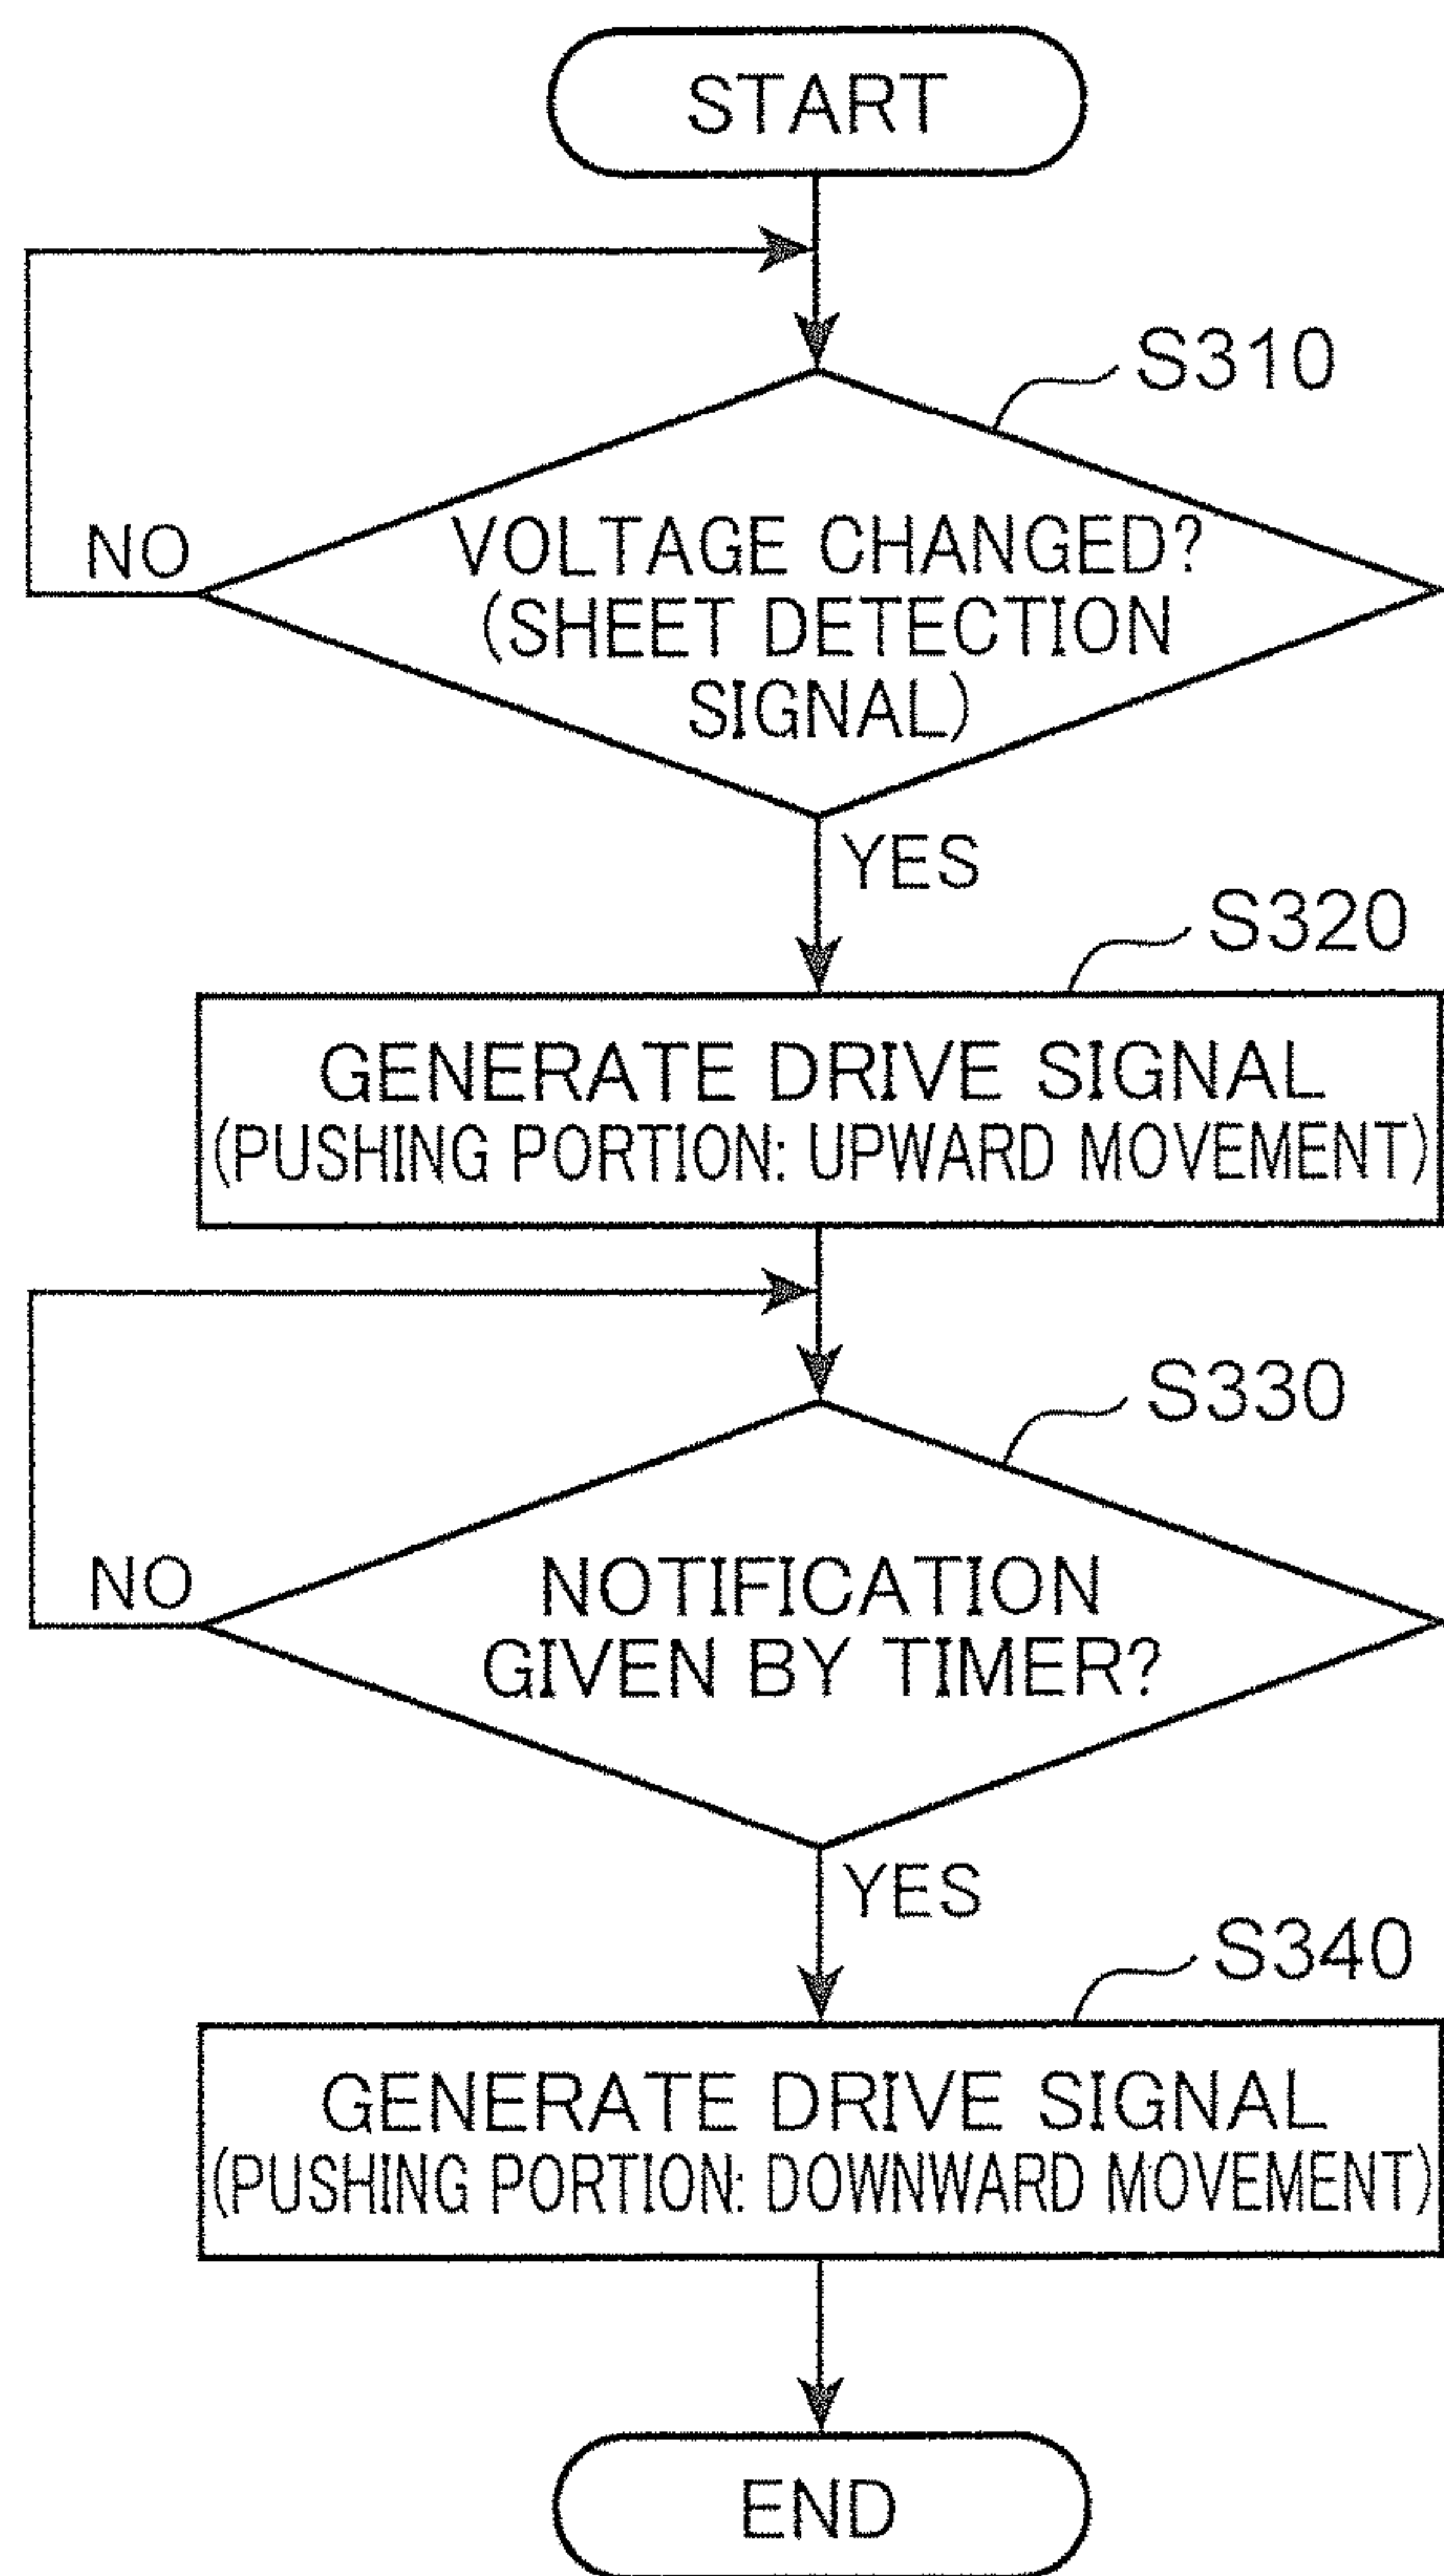 START
S310
NO
VOLTAGE CHANGED?
(SHEET DETECTION
SIGNAL)
YES
S320
GENERATE DRIVE SIGNAL
(PUSHING PORTION: UPWARD MOVEMENT)
S330
NO
NOTIFICATION
GIVEN BY TIMER?
YES
S340
GENERATE DRIVE SIGNAL
(PUSHING PORTION: DOWNWARD MOVEMENT)
END